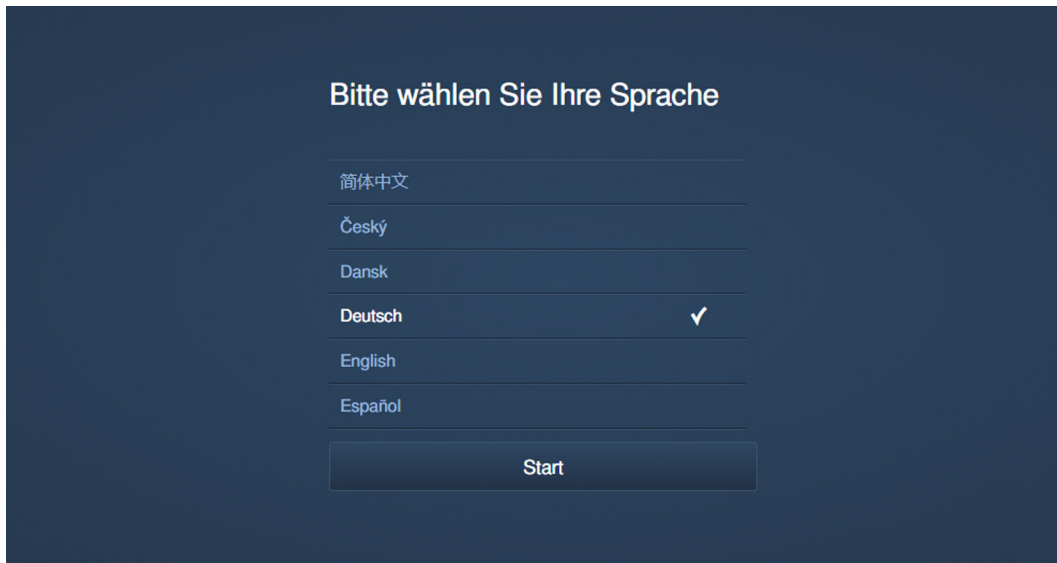 Bitte wählen Sie Ihre Sprache
简体中文
Český
Dansk
Deutsch
English
Español
Start